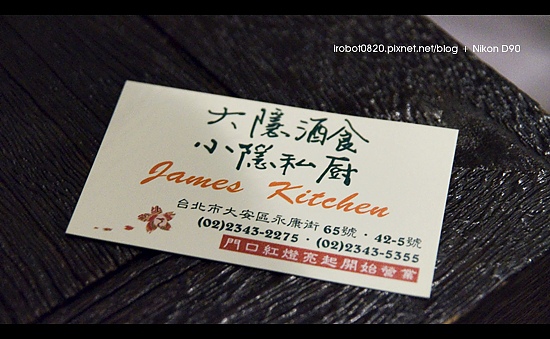 irobot0820.pixnet.net/blog + Nikon D90
大隱酒食
小隱私厨
James Kitchen
台北市大安區永康街 65號・42-5號
(02)2343-2275・(02)2343-5355
門口紅燈亮起開始營業